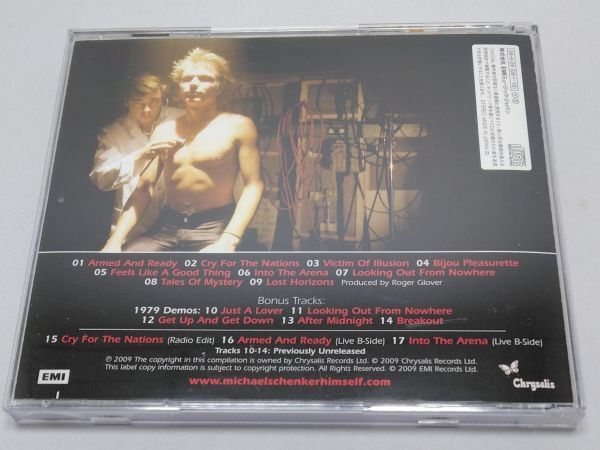 01 Armed And Ready 02 Cry For The Nations 03 Victim Of Illusion 04 Bijou Pleasurette
05 Feels Like A Good Thing 06 Into The Arena 07 Looking Out From Nowhere
08 Tales Of Mystery 09 Lost Horizons Produced by Roger Glover
Bonus Tracks:
1979 Demos: 10 Just A Lover 11 Looking Out From Nowhere
12 Get Up And Get Down 13 After Midnight 14 Breakout
15 Cry For The Nations (Radio Edit) 16 Armed And Ready (Live B-Side) 17 Into The Arena (Live B-Side)
Tracks 10-14: Previously Unreleased
℗ 2009 The copyright in this compilation is owned by Chrysalis Records Ltd. © 2009 Chrysalis Records Ltd.
This label copy information is subject to copyright protection. All rights reserved. © 2009 EMI Records Ltd.
EMI
www.michaelschenkerhimself.com
Chrysalis
disc